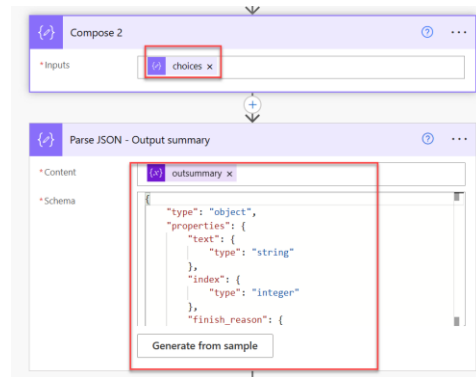 Compose 2
*Inputs
choices ×
Parse JSON - Output summary
*Content
{x} outsummary ×
*Schema
{
"type": "object",
"properties": {
"text": {
"type": "string"
},
"index": {
"type": "integer"
},
"finish_reason": {
Generate from sample